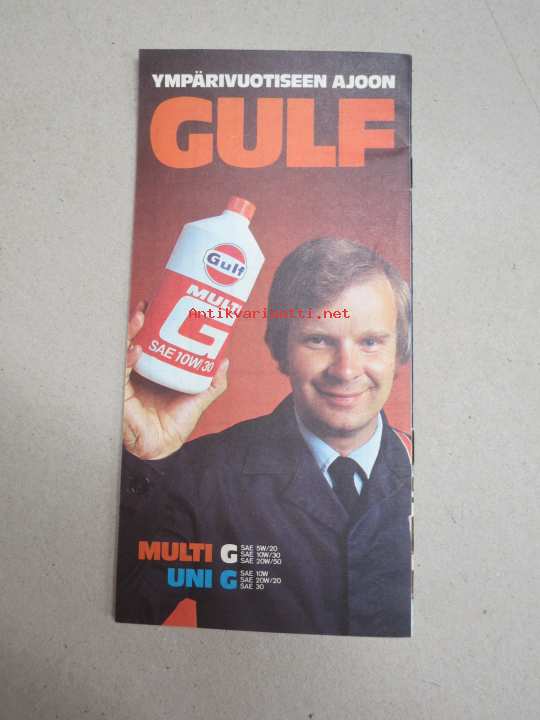 YMPÄRIVUOTISEEN AJOON
GULF
Gulf
MULTI
G
SAE 10W/30
Antikvariaatti.net
MULTI G
SAE 5W/20
SAE 10W/30
SAE 20W/50
UNI G
SAE 10W
SAE 20W/20
SAE 30